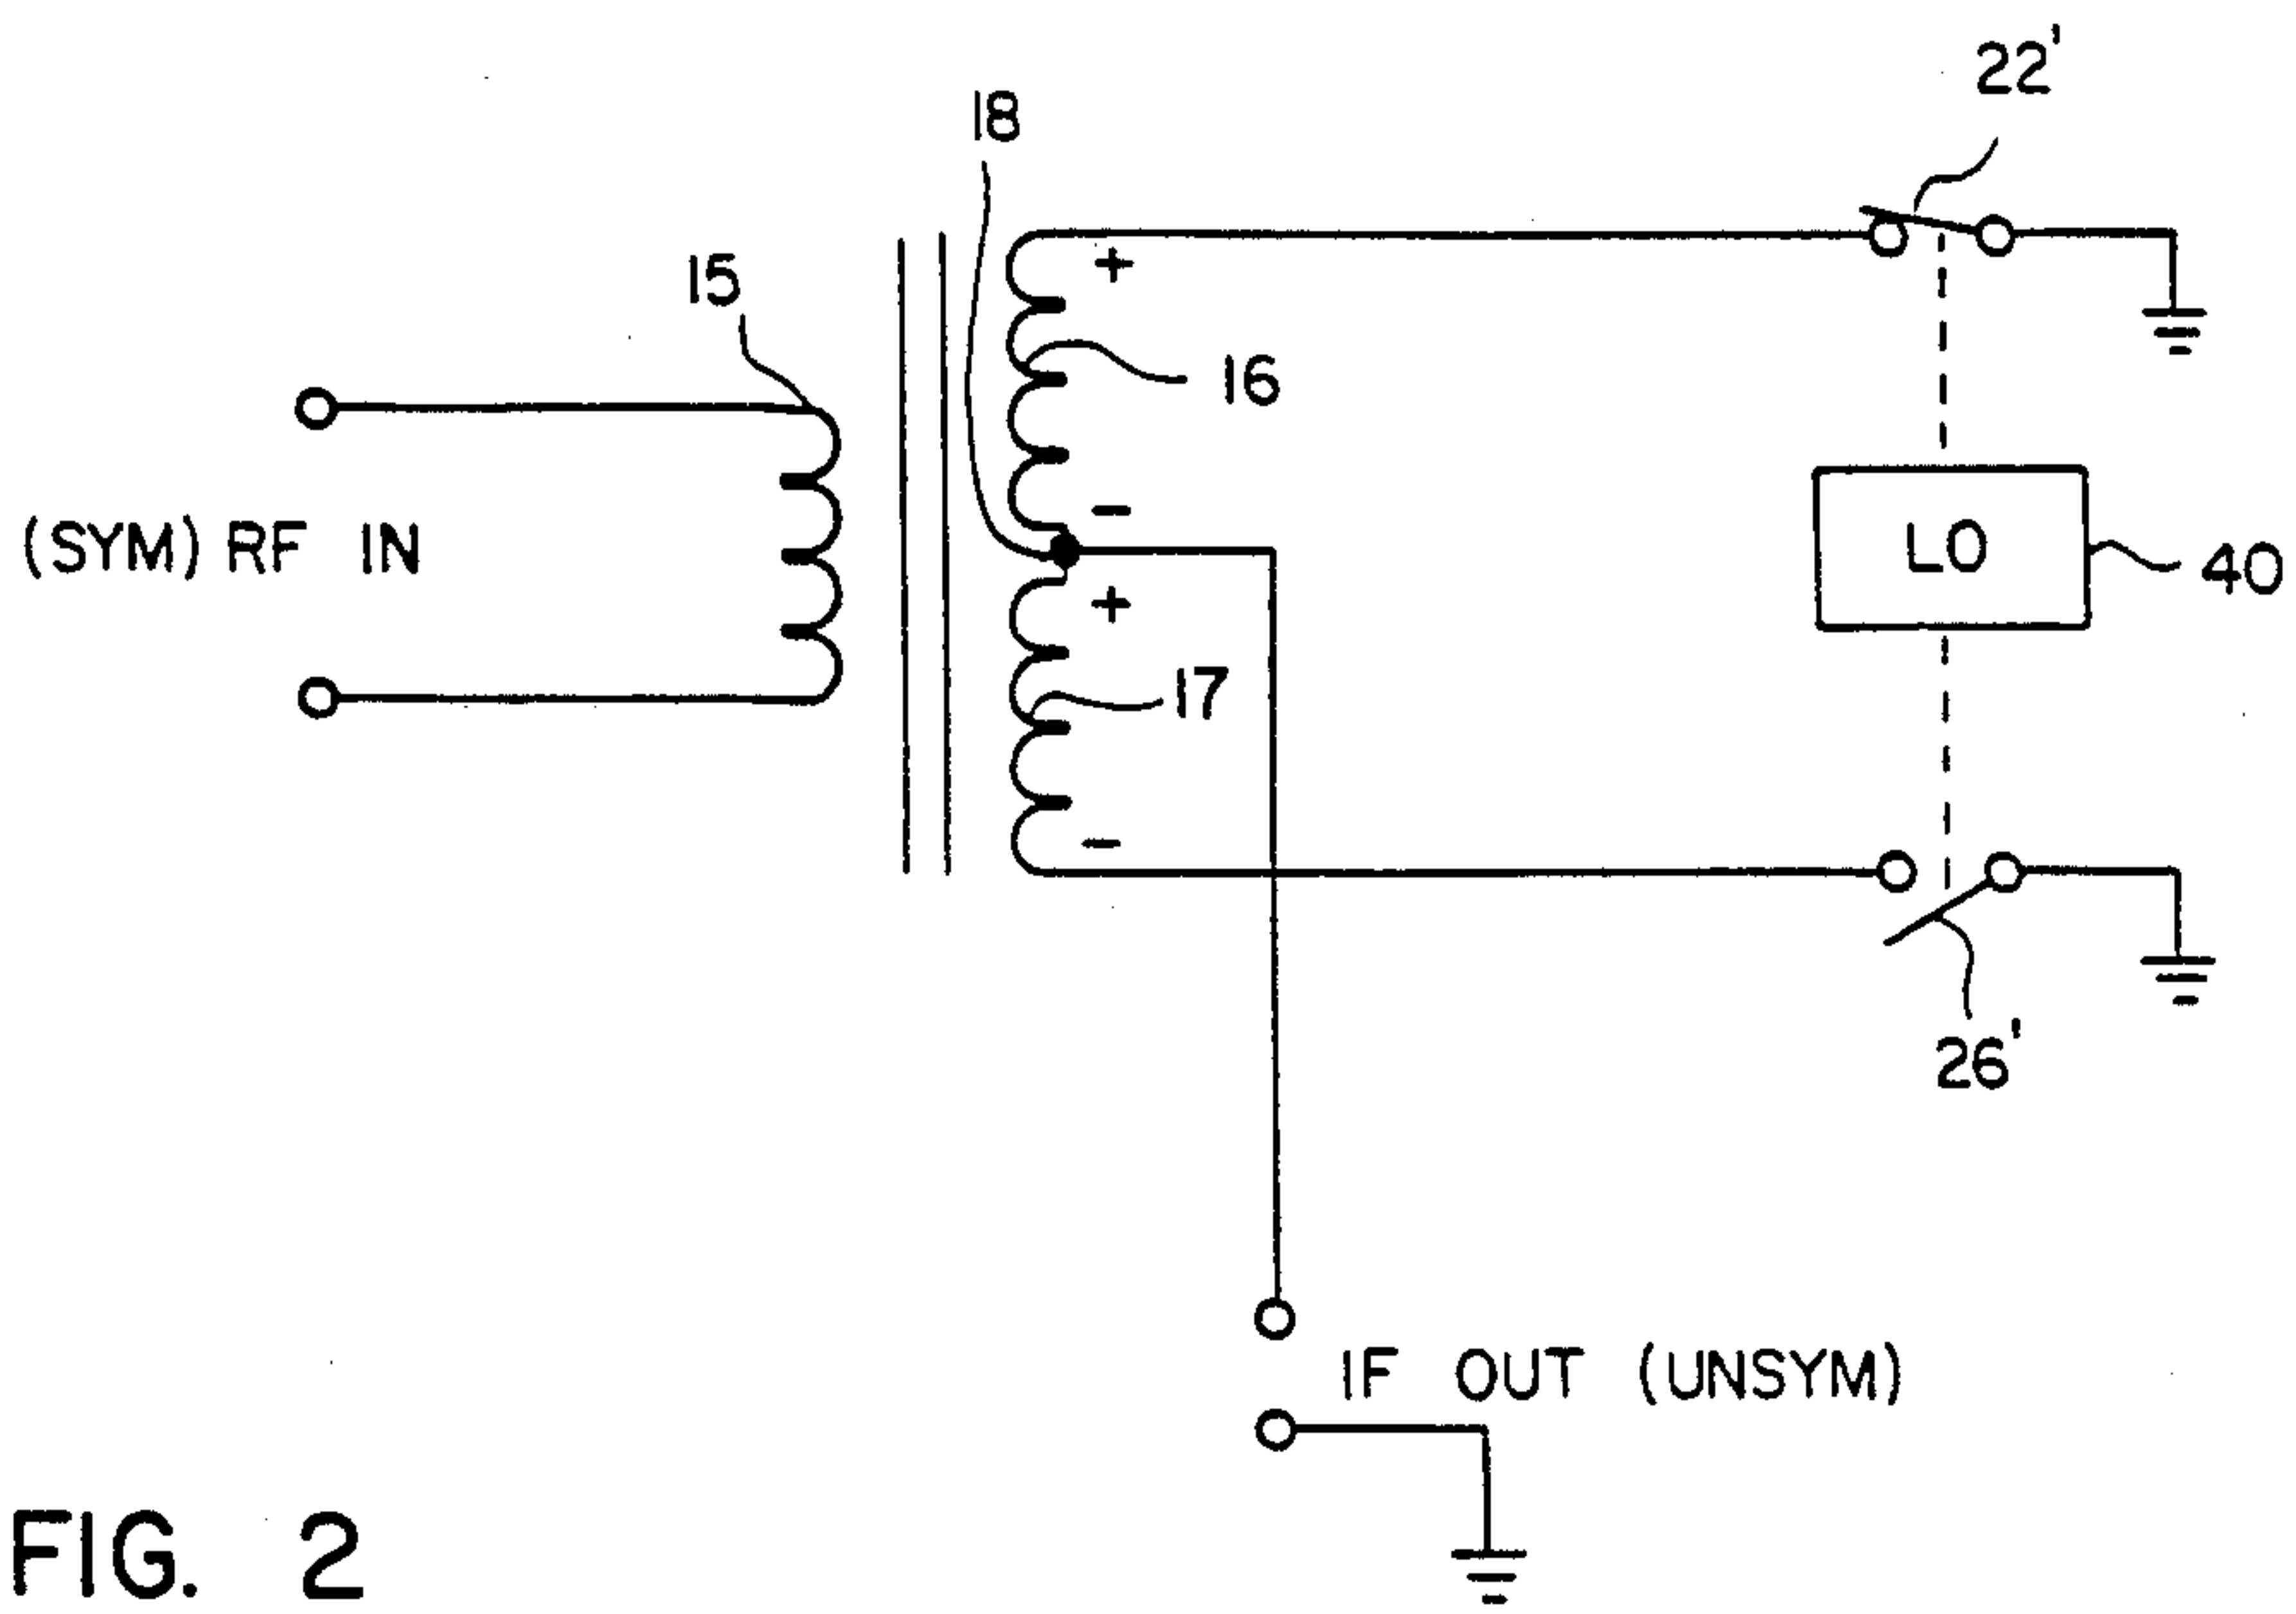 22'
18
15
+
16
(SYM) RF IN
-
LO
40
+
17
-
26'
IF OUT (UNSYM)
FIG. 2